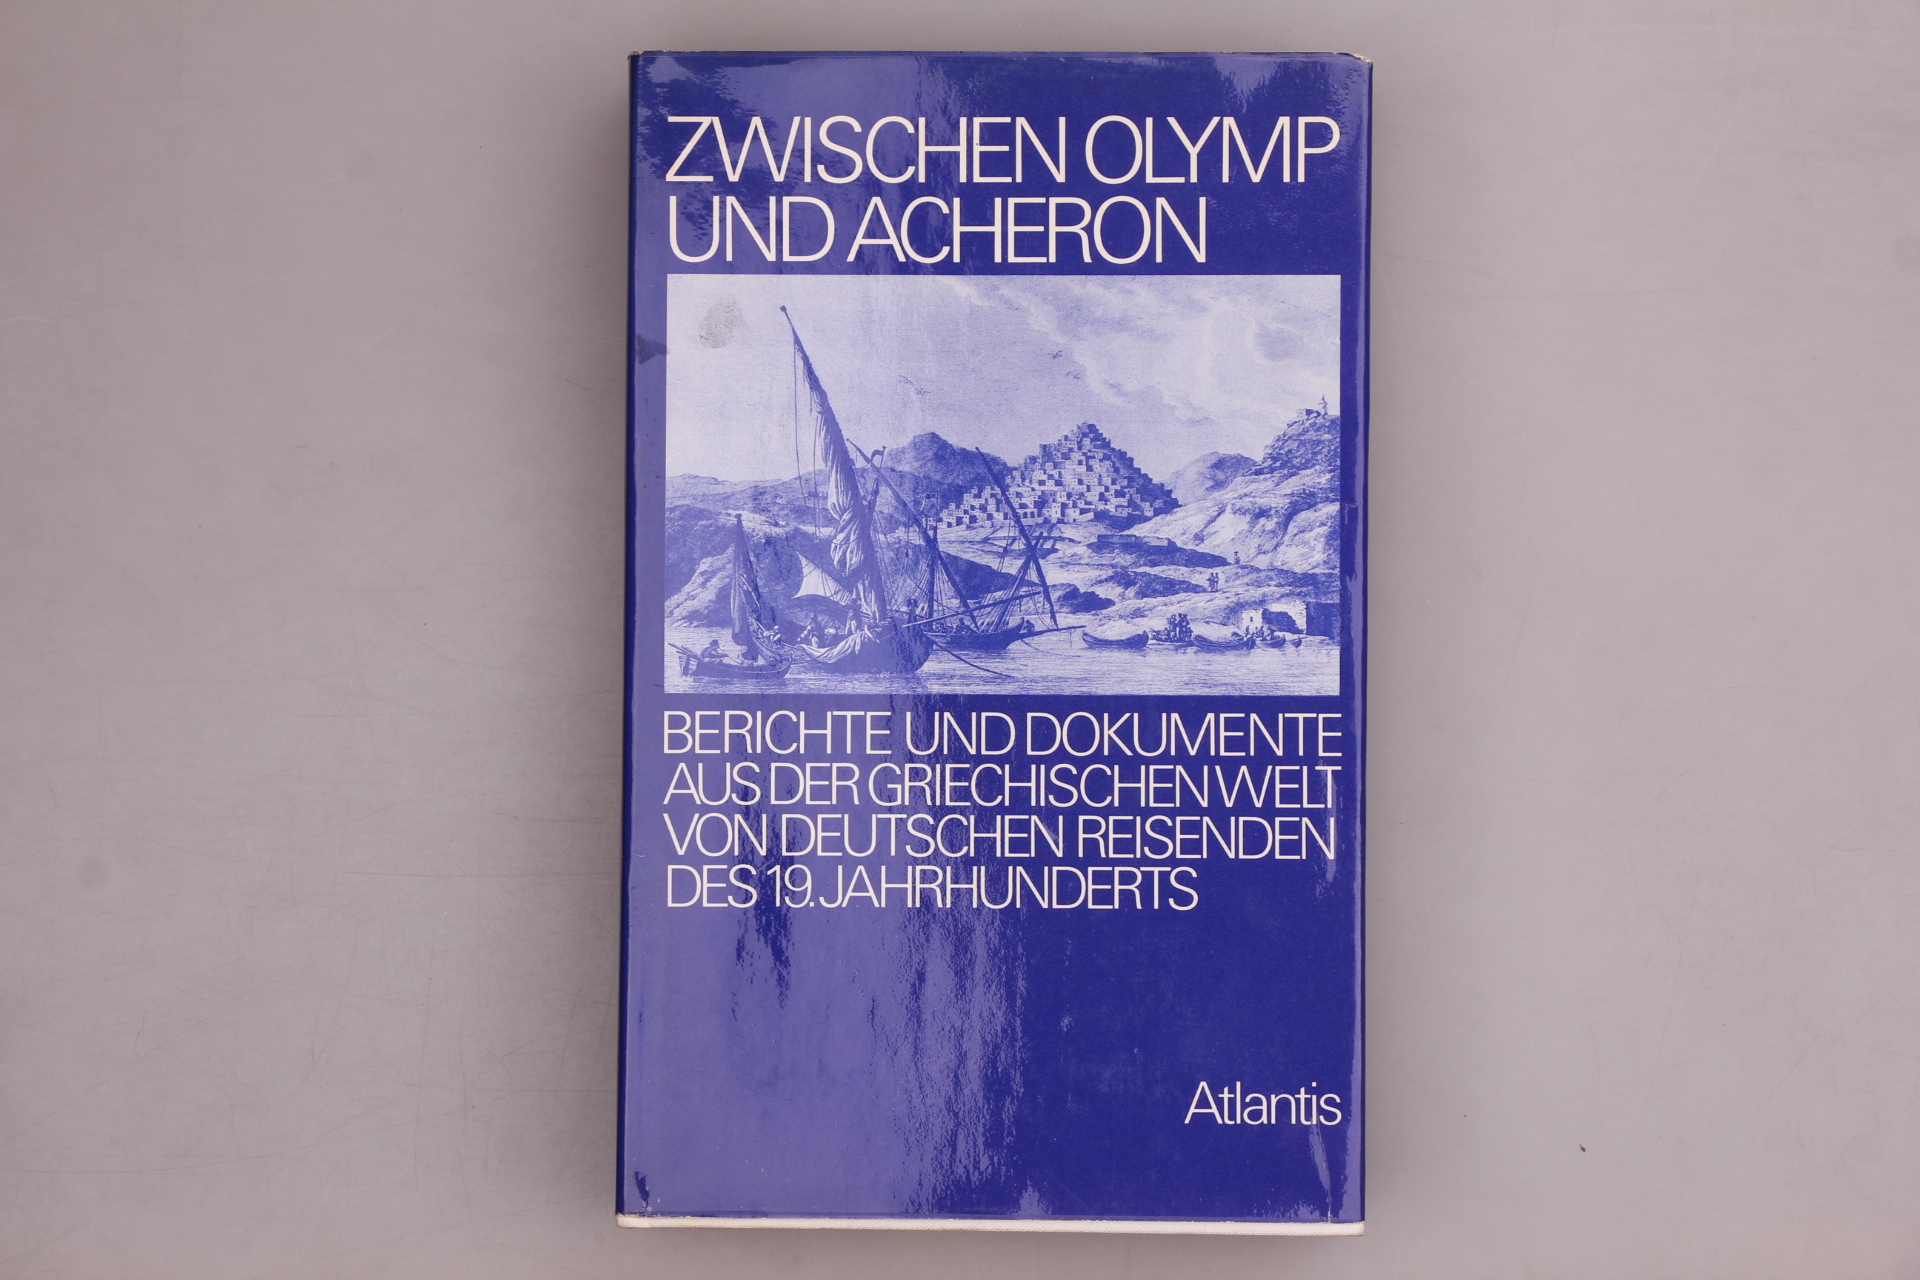 ZWISCHEN OLYMP
UND ACHERON
BERICHTE UND DOKUMENTE
AUS DER GRIECHISCHEN WELT
VON DEUTSCHEN REISENDEN
DES 19. JAHRHUNDERTS
Atlantis